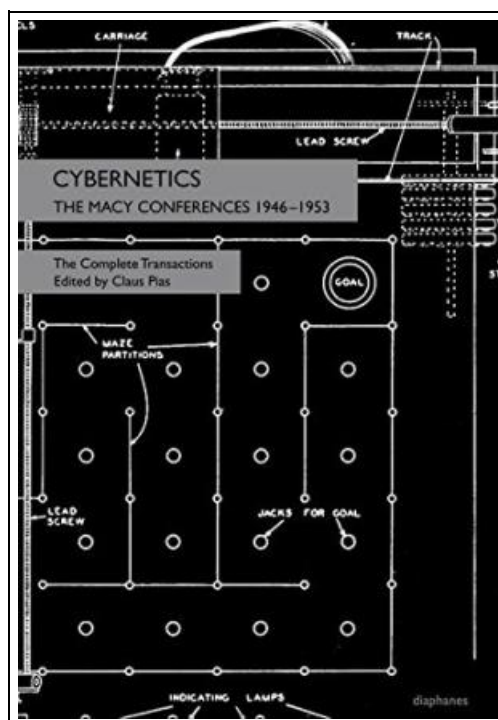 CARRIAGE
TRACK
LEAD SCREW
CYBERNETICS
THE MACY CONFERENCES 1946–1953
The Complete Transactions
Edited by Claus Pias
GOAL
MAZE
PARTITIONS
LEAD
SCREW
JACKS FOR GOAL
INDICATING LAMPS
diaphanes